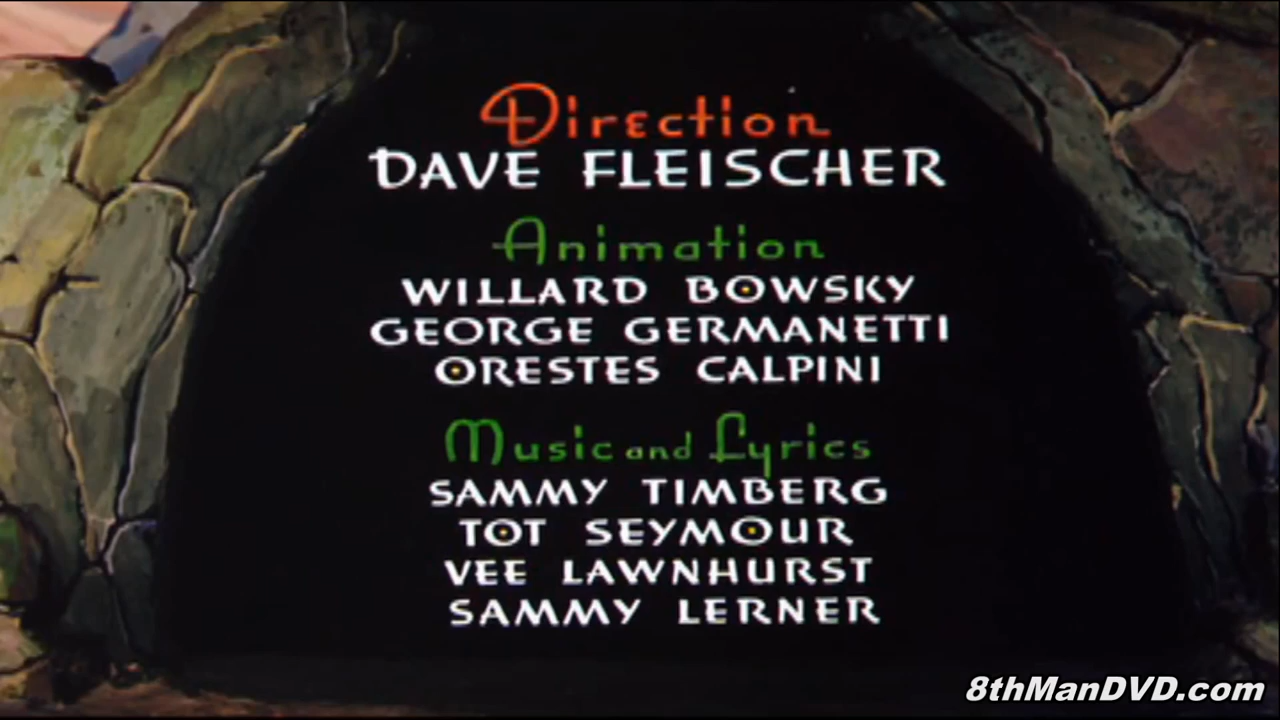 Direction
DAVE FLEISCHER
Animation
WILLARD BOWSKY
GEORGE GERMANETTI
ORESTES CALPINI
Music and Lyrics
SAMMY TIMBERG
TOT SEYMOUR
VEE LAWNHURST
SAMMY LERNER
8thManDVD.com